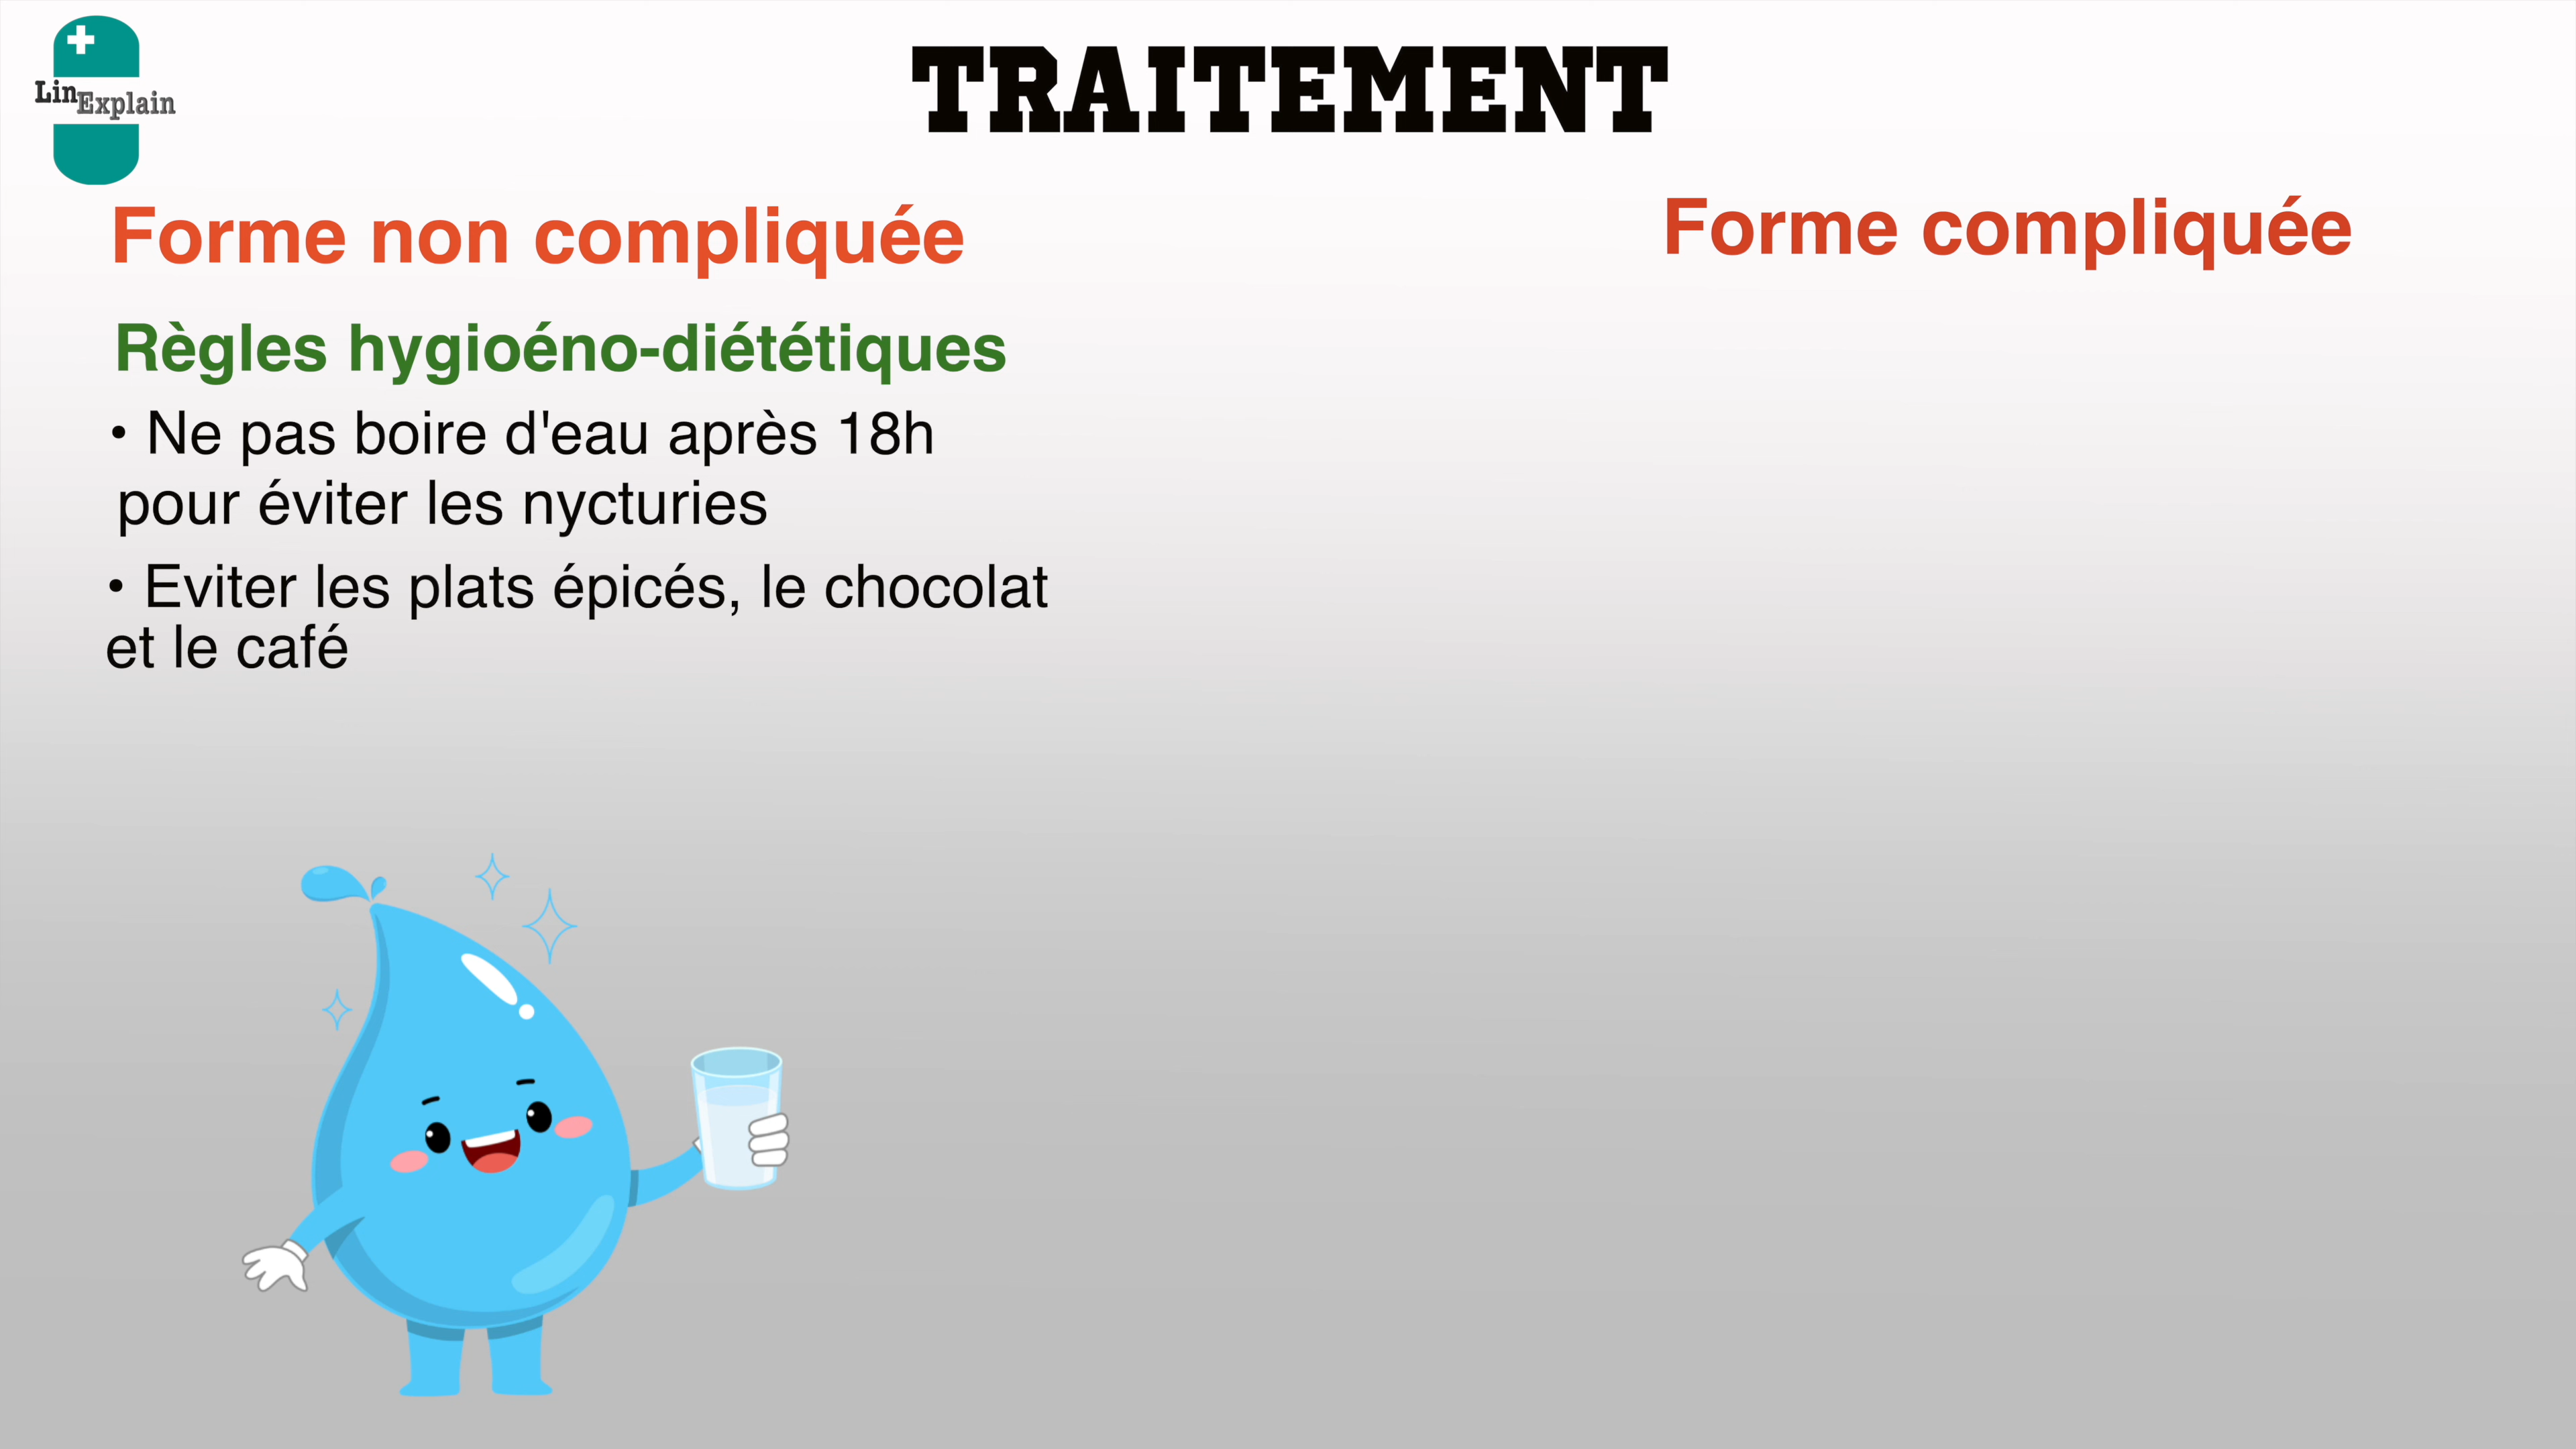 LinExplain
TRAITEMENT
Forme non compliquée
Règles hygioéno-diététiques
• Ne pas boire d'eau après 18h
pour éviter les nycturies
• Eviter les plats épicés, le chocolat
et le café
Forme compliquée